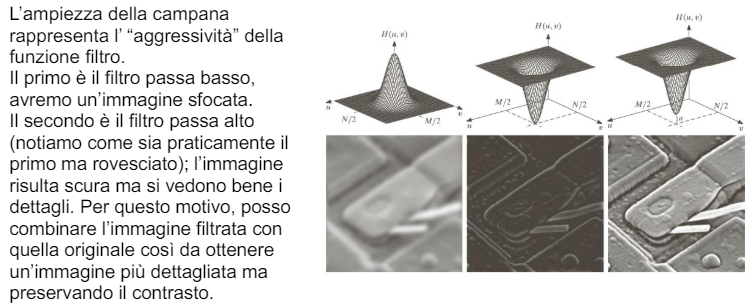 L'ampiezza della campana
rappresenta l' "aggressività" della
funzione filtro.
Il primo è il filtro passa basso,
avremo un'immagine sfocata.
Il secondo è il filtro passa alto
(notiamo come sia praticamente il
primo ma rovesciato); l'immagine
risulta scura ma si vedono bene i
dettagli. Per questo motivo, posso
combinare l'immagine filtrata con
quella originale così da ottenere
un'immagine più dettagliata ma
preservando il contrasto.
H(u, v)
u
N/2
M/2
v
H(u, v)
M/2
N/2
u
v
H(u, v)
M/2
N/2
a
u
v